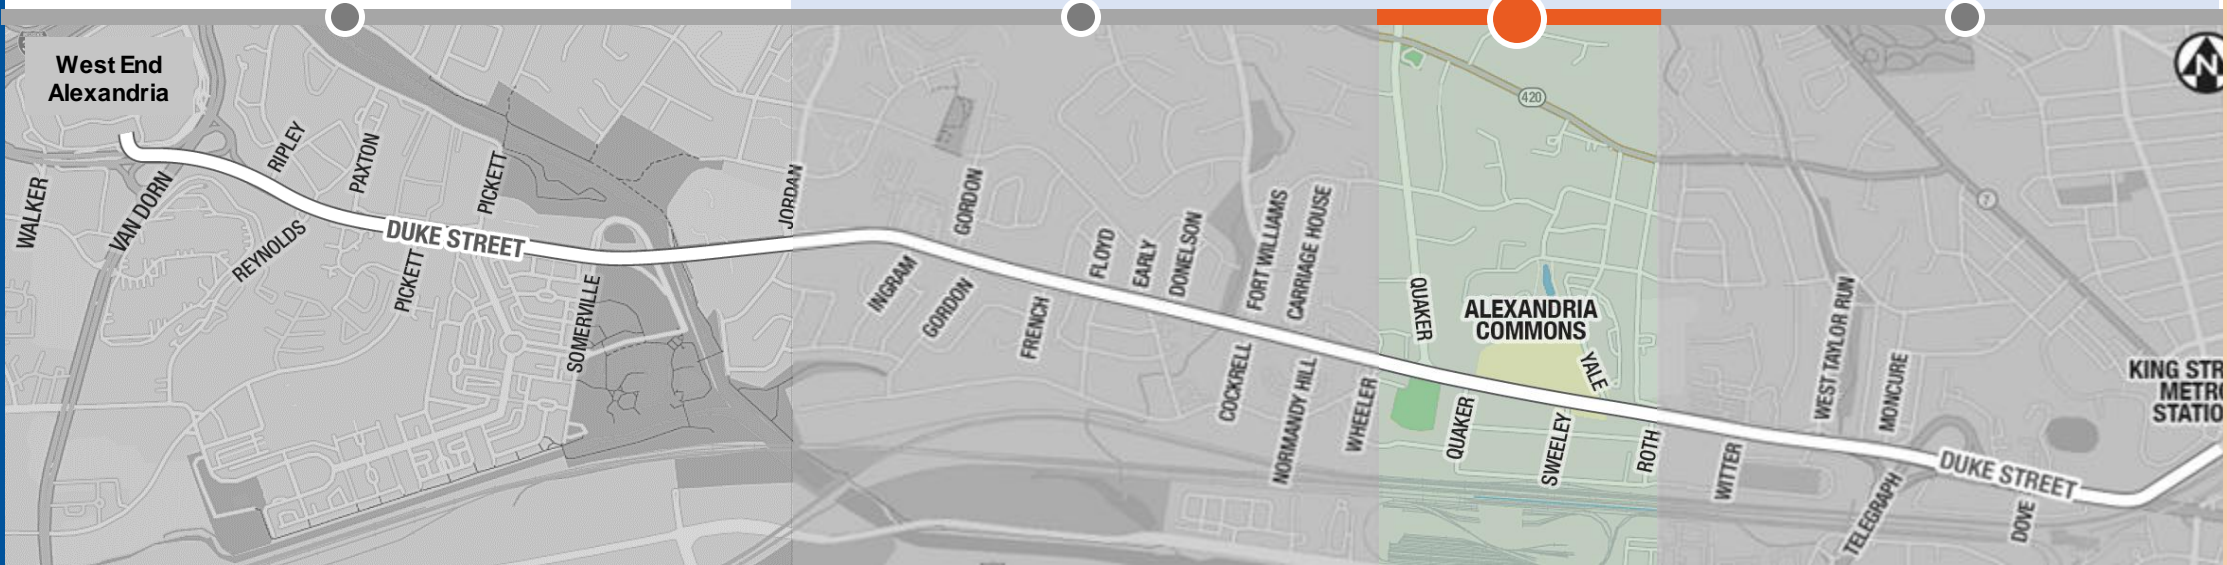 West End
Alexandria
WALKER
VAN DORN
RIPLEY
REYNOLDS
PAXTON
PICKETT
PICKETT
DUKE STREET
SOMERVILLE
JORDAN
INGRAM
GORDON
GORDON
FRENCH
FLOYD
EARLY
DONELSON
FORT WILLIAMS
CARRIAGE HOUSE
COCKRELL
NORMANDY HILL
WHEELER
420
QUAKER
ALEXANDRIA
COMMONS
YALE
QUAKER
SWEELEY
ROTH
WITTER
WEST TAYLOR RUN
MONCURE
TELEGRAPH
7
DUKE STREET
DOVE
N
KING STR
METR
STATIO